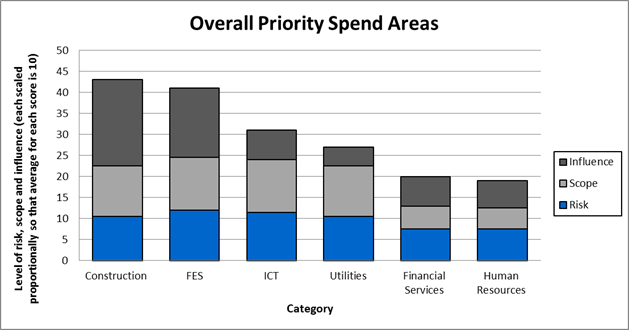 Overall Priority Spend Areas
Level of risk, scope and influence (each scaled
proportionally so that average for each score is 10)
50
45
40
35
30
25
20
15
10
5
0
Construction
FES
ICT
Utilities
Financial
Services
Human
Resources
Category
Influence
Scope
Risk